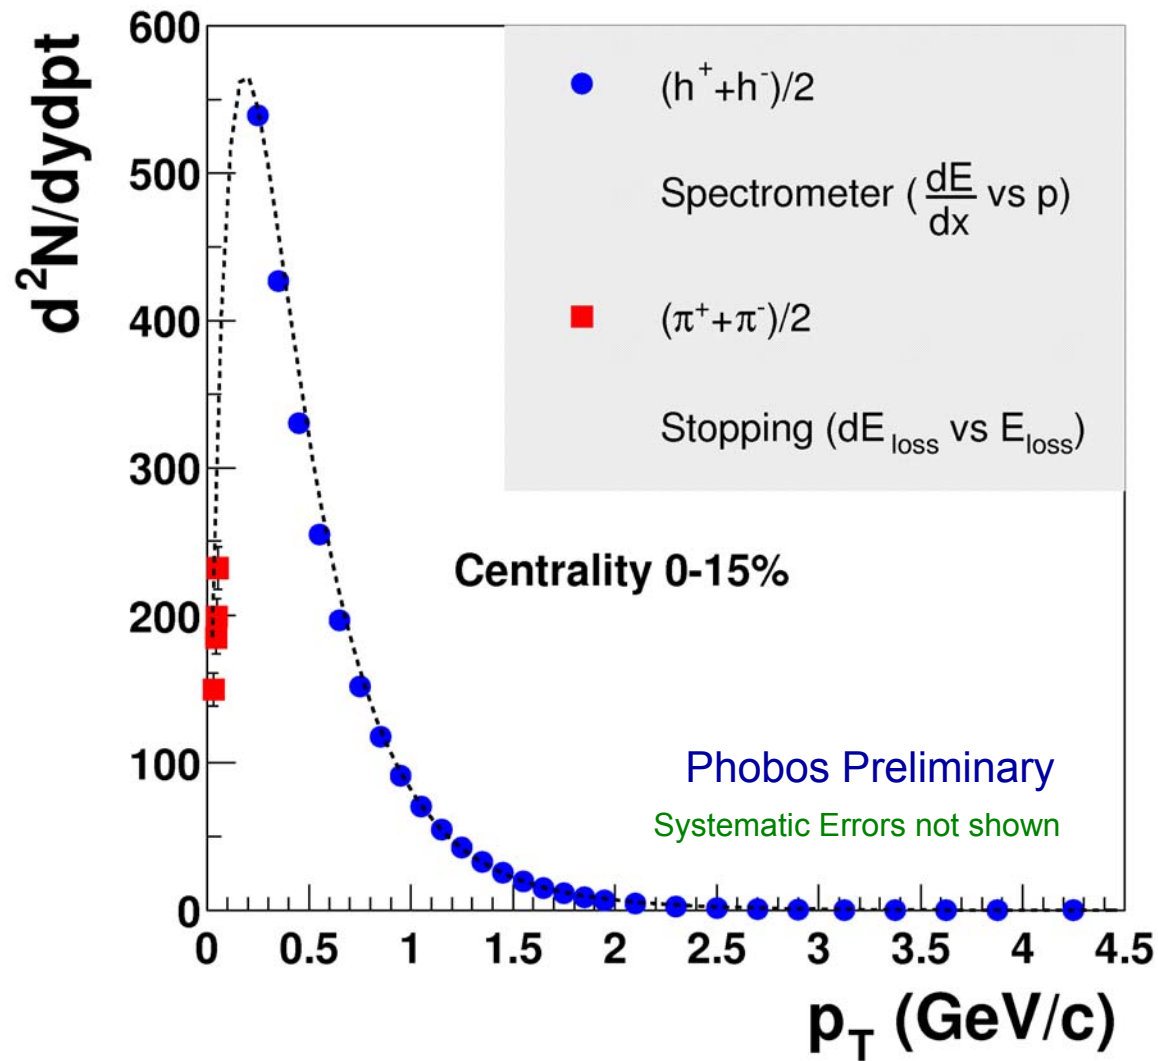 d²N/dydpt
600
500
400
300
200
100
0
(h⁺+h⁻)/2
Spectrometer (dE/dx vs p)
(π⁺+π⁻)/2
Stopping (dE_loss vs E_loss)
Centrality 0-15%
Phobos Preliminary
Systematic Errors not shown
0 0.5 1 1.5 2 2.5 3 3.5 4 4.5
p_T (GeV/c)